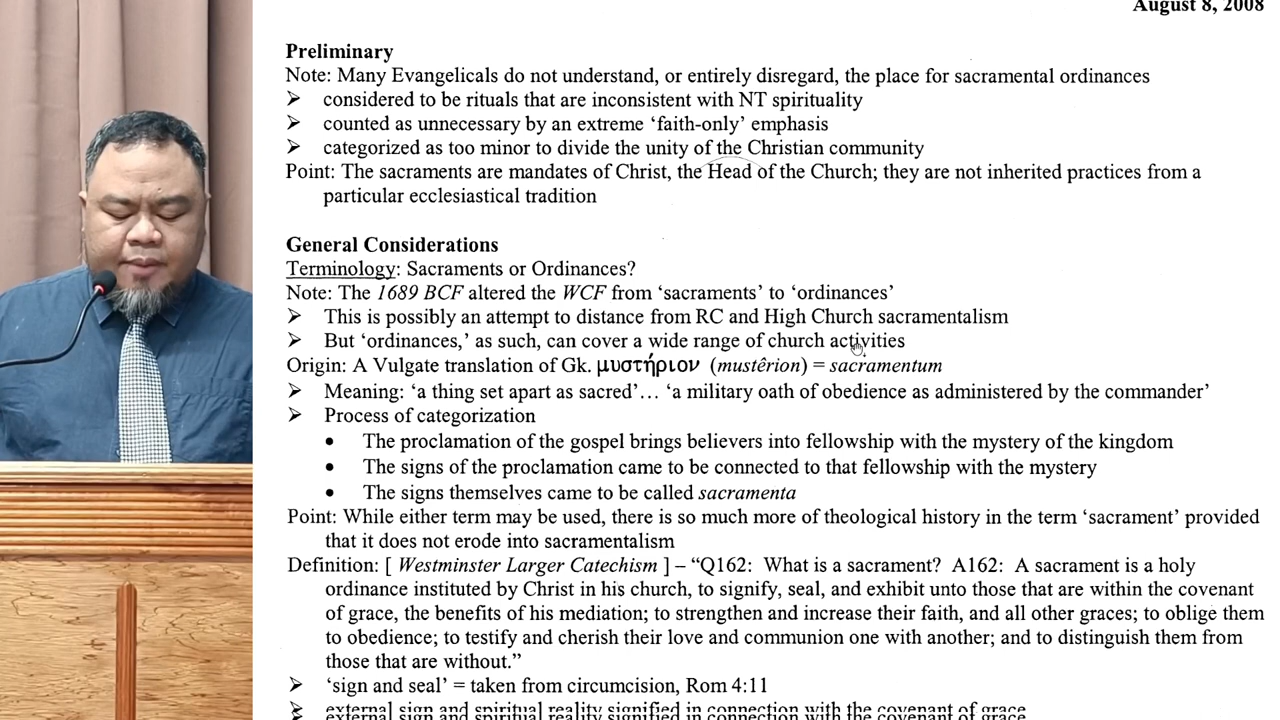 August 8, 2008
Preliminary
Note: Many Evangelicals do not understand, or entirely disregard, the place for sacramental ordinances
➢ considered to be rituals that are inconsistent with NT spirituality
➢ counted as unnecessary by an extreme ‘faith-only’ emphasis
➢ categorized as too minor to divide the unity of the Christian community
Point: The sacraments are mandates of Christ, the Head of the Church; they are not inherited practices from a
particular ecclesiastical tradition
General Considerations
Terminology: Sacraments or Ordinances?
Note: The 1689 BCF altered the WCF from ‘sacraments’ to ‘ordinances’
➢ This is possibly an attempt to distance from RC and High Church sacramentalism
➢ But ‘ordinances,’ as such, can cover a wide range of church activities
Origin: A Vulgate translation of Gk. μυστήριον (mustêrion) = sacramentum
➢ Meaning: ‘a thing set apart as sacred’… ‘a military oath of obedience as administered by the commander’
➢ Process of categorization
• The proclamation of the gospel brings believers into fellowship with the mystery of the kingdom
• The signs of the proclamation came to be connected to that fellowship with the mystery
• The signs themselves came to be called sacramenta
Point: While either term may be used, there is so much more of theological history in the term ‘sacrament’ provided
that it does not erode into sacramentalism
Definition: [ Westminster Larger Catechism ] – “Q162: What is a sacrament? A162: A sacrament is a holy
ordinance instituted by Christ in his church, to signify, seal, and exhibit unto those that are within the covenant
of grace, the benefits of his mediation; to strengthen and increase their faith, and all other graces; to oblige them
to obedience; to testify and cherish their love and communion one with another; and to distinguish them from
those that are without.”
➢ ‘sign and seal’ = taken from circumcision, Rom 4:11
➢ external sign and spiritual reality signified in connection with the covenant of grace